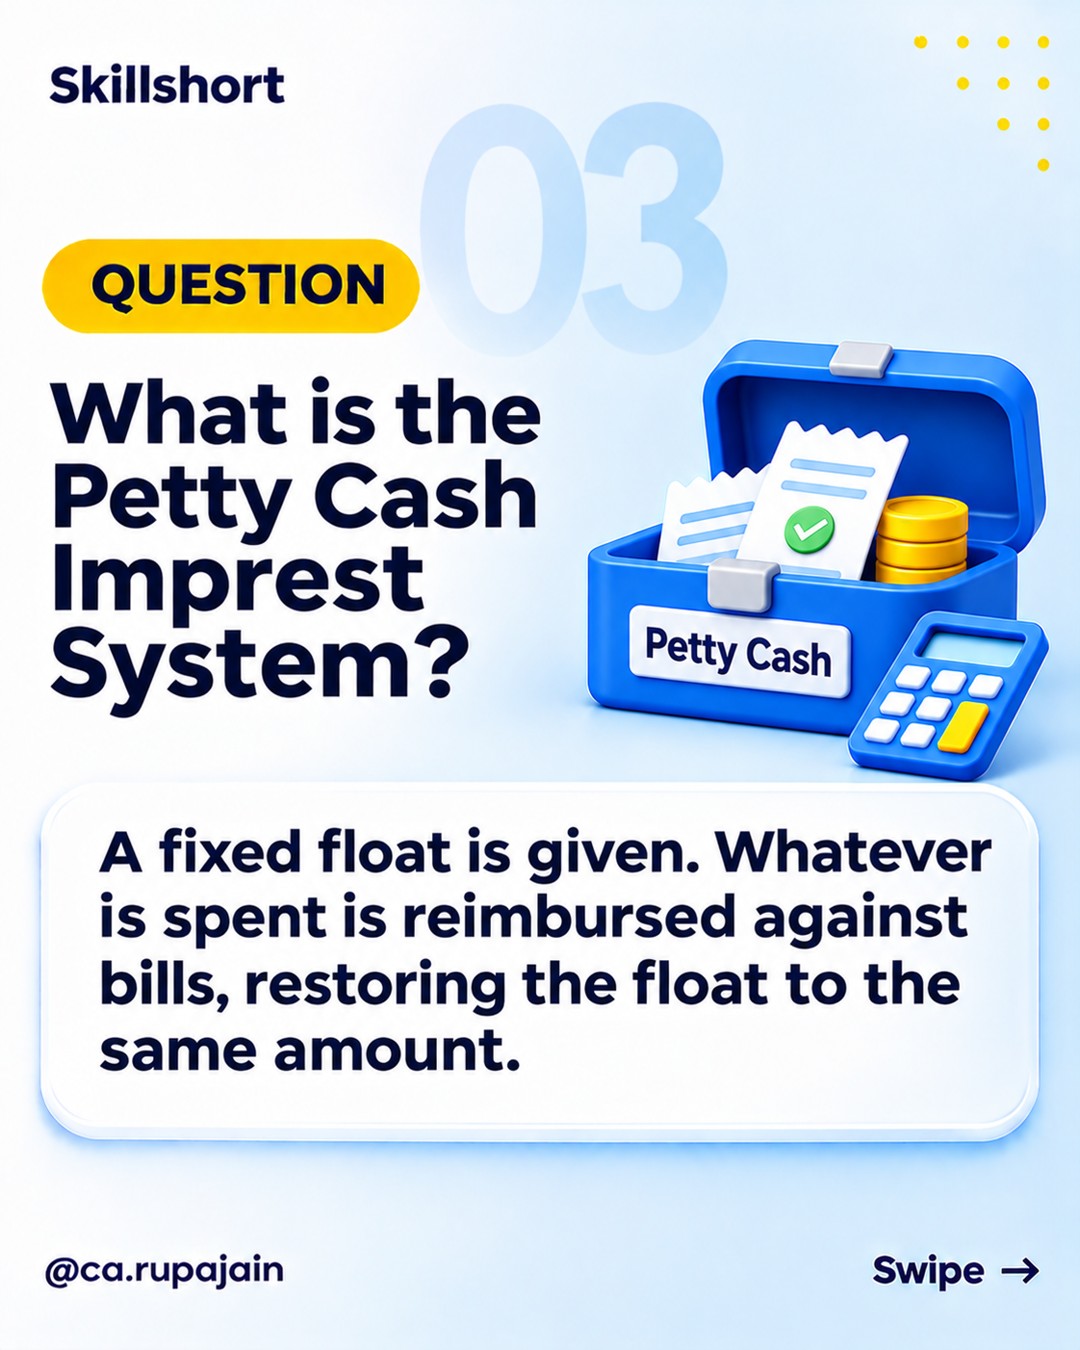 Skillshort
03
QUESTION
What is the
Petty Cash
Imprest
System?
Petty Cash
A fixed float is given. Whatever
is spent is reimbursed against
bills, restoring the float to the
same amount.
@ca.rupajain
Swipe →